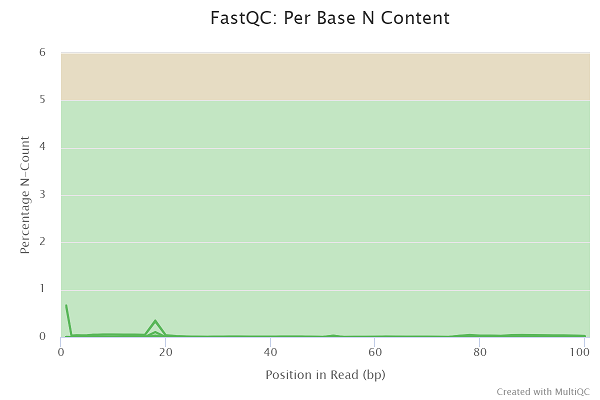 FastQC: Per Base N Content
6
5
4
3
2
1
0
Percentage N-Count
0 20 40 60 80 100
Position in Read (bp)
Created with MultiQC